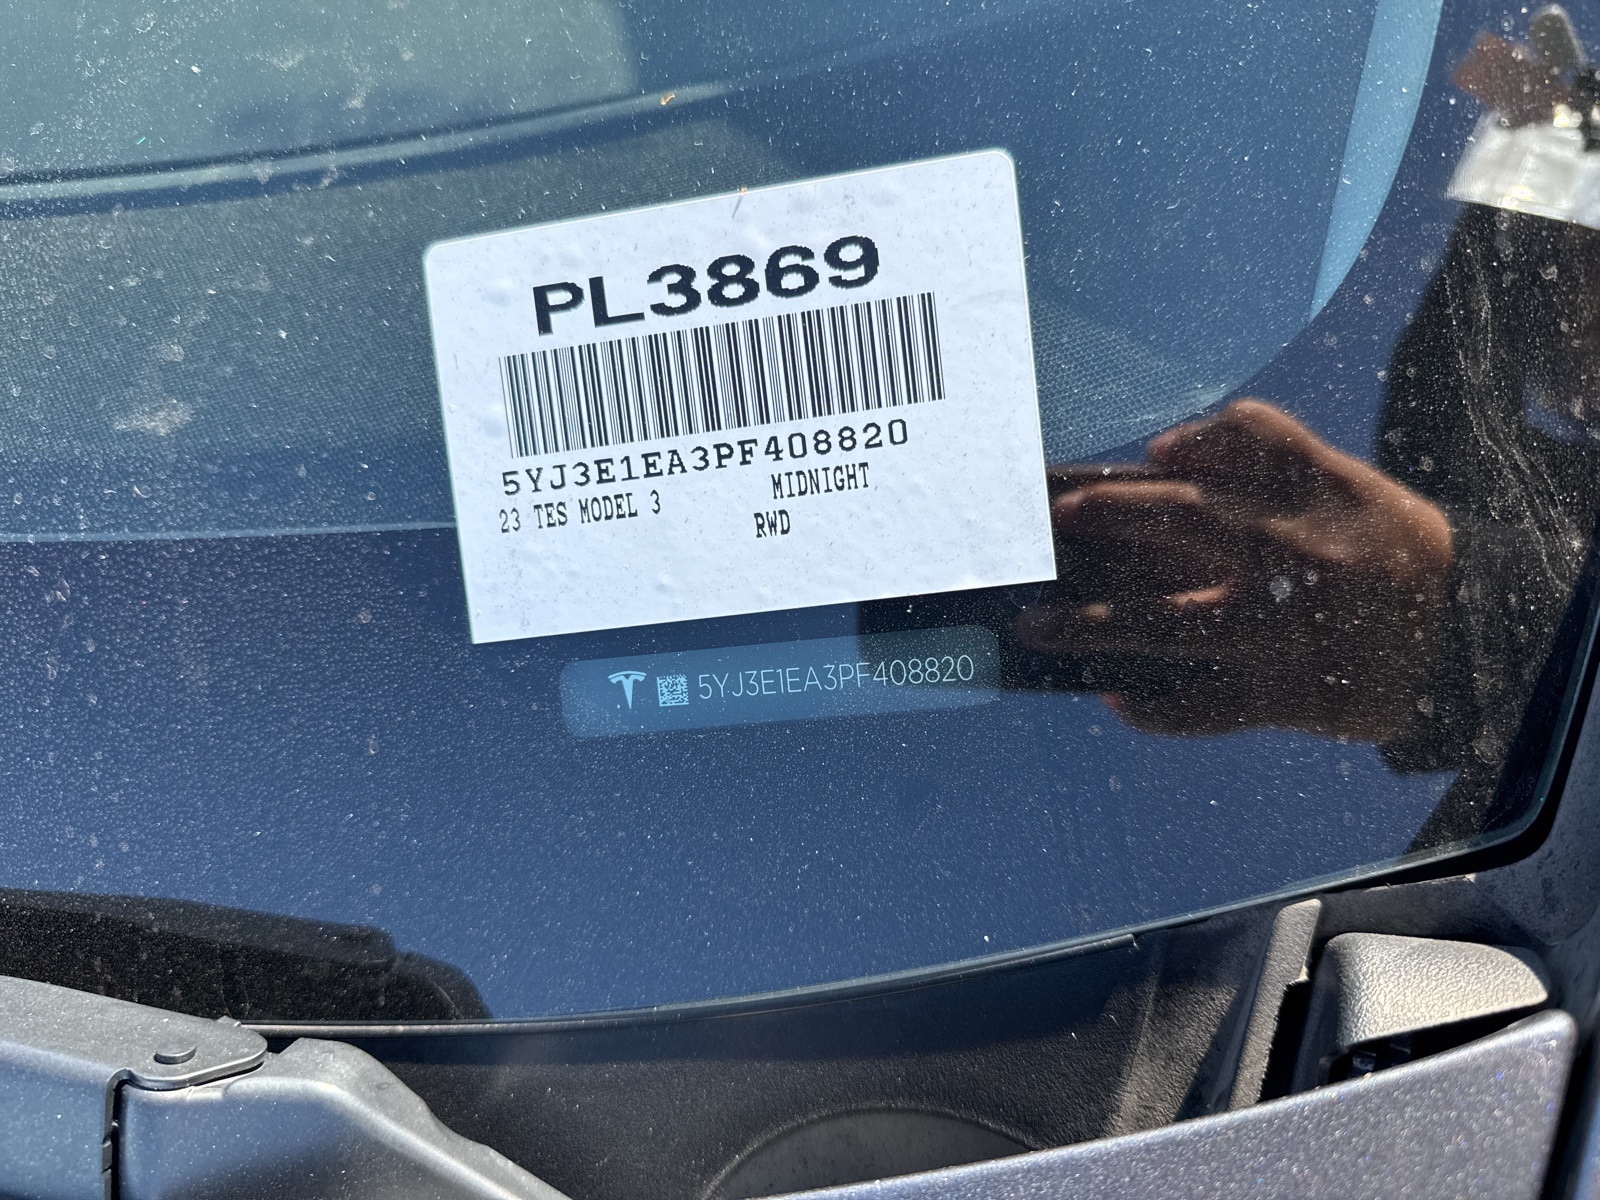 PL3869
5YJ3E1EA3PF408820
23 TES MODEL 3 MIDNIGHT
RWD
5YJ3E1EA3PF408820